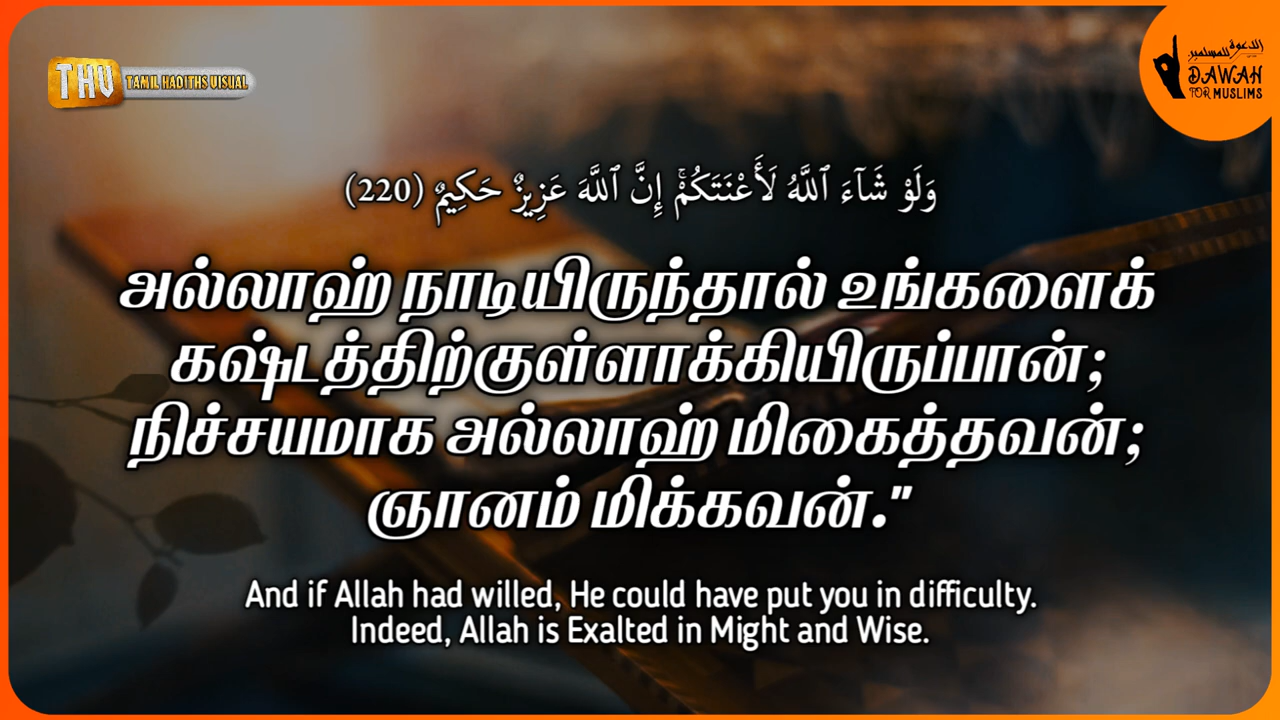 THV TAMIL HADITHS VISUAL
الدعوة للمسلمين
DAWAH
FOR MUSLIMS
وَلَوْ شَآءَ ٱللَّهُ لَأَعْنَتَكُمْۚ إِنَّ ٱللَّهَ عَزِيزٌ حَكِيمٌ (220)
அல்லாஹ் நாடியிருந்தால் உங்களைக்
கஷ்டத்திற்குள்ளாக்கியிருப்பான்;
நிச்சயமாக அல்லாஹ் மிகைத்தவன்;
ஞானம் மிக்கவன்."
And if Allah had willed, He could have put you in difficulty.
Indeed, Allah is Exalted in Might and Wise.